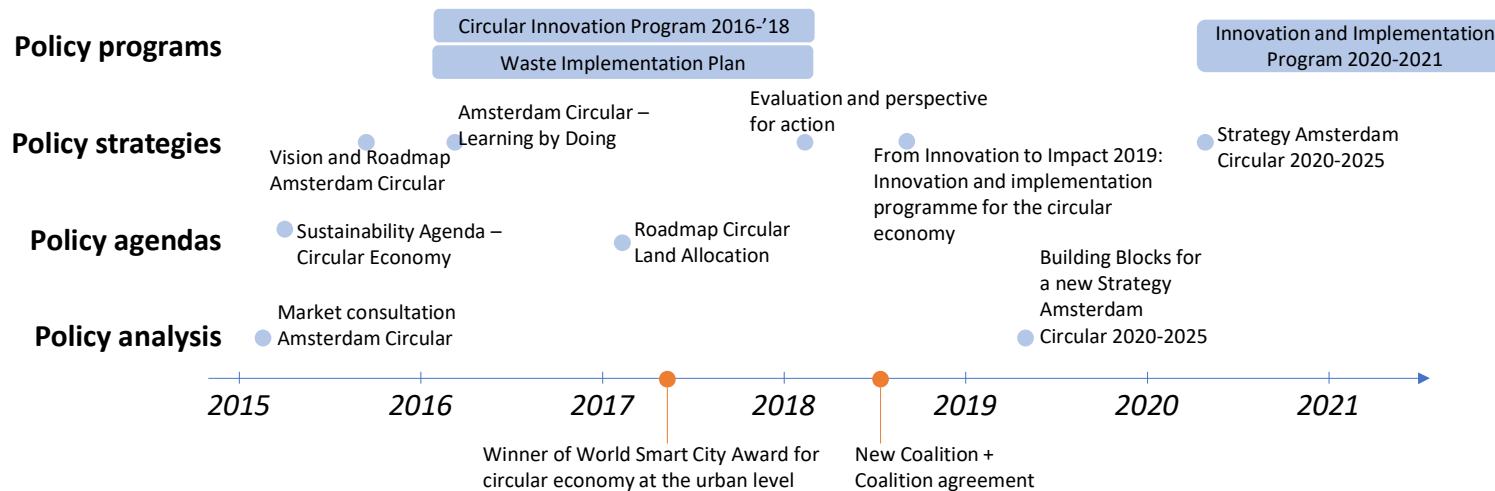 Policy programs
Circular Innovation Program 2016-’18
Waste Implementation Plan
Innovation and Implementation
Program 2020-2021
Policy strategies
Vision and Roadmap
Amsterdam Circular
Amsterdam Circular –
Learning by Doing
Evaluation and perspective
for action
From Innovation to Impact 2019:
Innovation and implementation
programme for the circular
economy
Strategy Amsterdam
Circular 2020-2025
Policy agendas
Sustainability Agenda –
Circular Economy
Roadmap Circular
Land Allocation
Policy analysis
Market consultation
Amsterdam Circular
Building Blocks for
a new Strategy
Amsterdam
Circular 2020-2025
2015
2016
2017
2018
2019
2020
2021
Winner of World Smart City Award for
circular economy at the urban level
New Coalition +
Coalition agreement